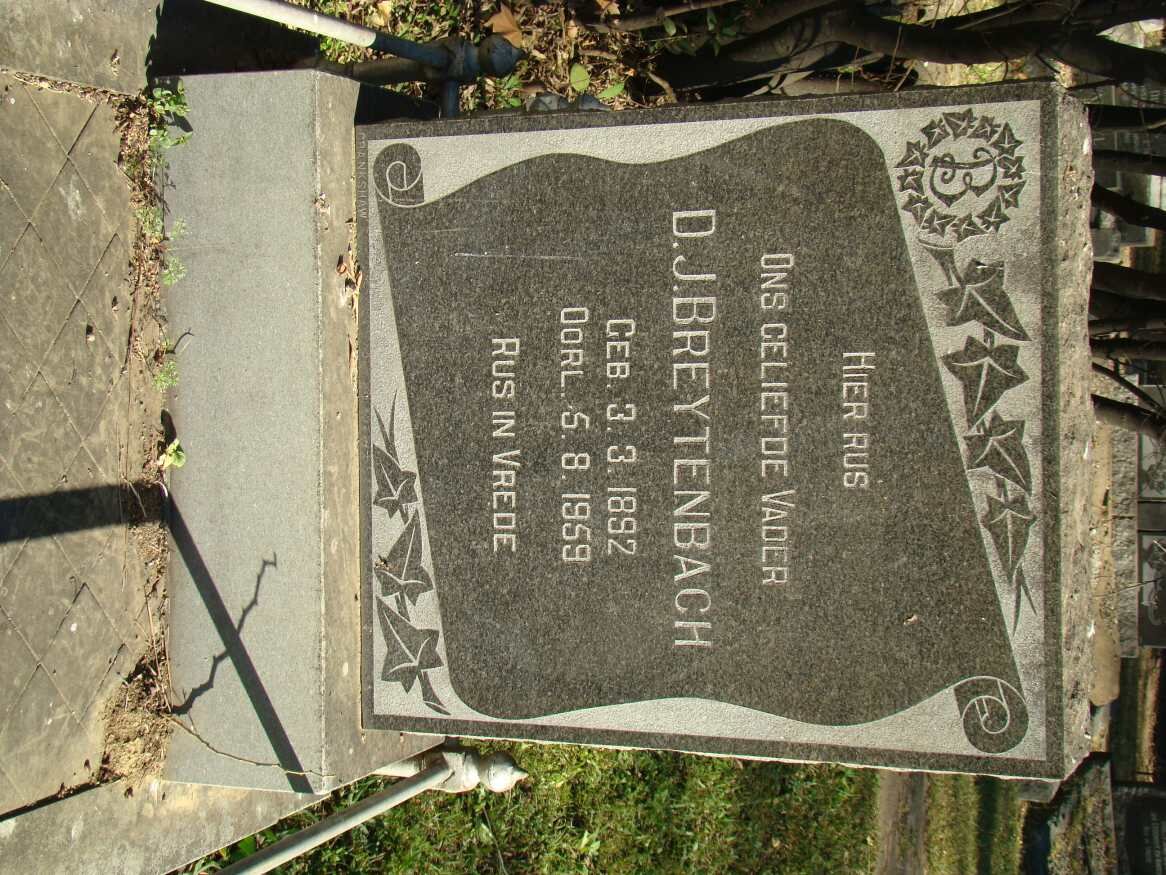 HIER RUS
ONS GELIEFDE VADER
D.J.BREYTENBACH
GEB. 3.3.1892
OORL. 5.8.1959
RUS IN VREDE